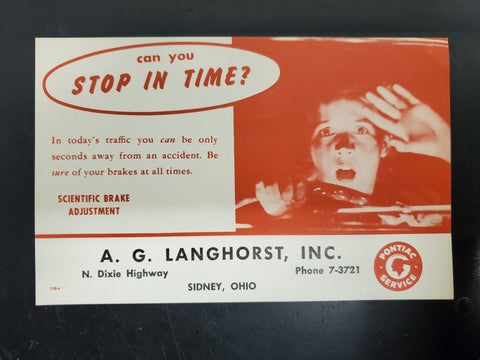 can you
STOP IN TIME?
In today's traffic you can be only
seconds away from an accident. Be
sure of your brakes at all times.
SCIENTIFIC BRAKE
ADJUSTMENT
A. G. LANGHORST, INC.
N. Dixie Highway
Phone 7-3721
SIDNEY, OHIO
PONTIAC
SERVICE